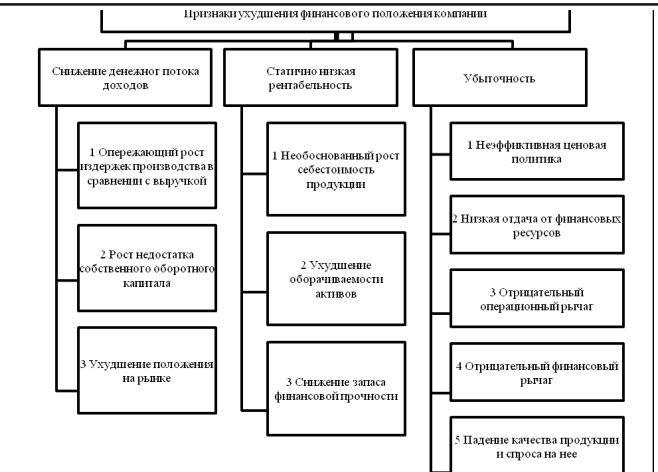 Признаки ухудшения финансового положения компании
Снижение денежног потока
доходов
1 Опережающий рост
издержек производства в
сравнении с выручкой
2 Рост недостатка
собственного оборотного
капитала
3 Ухудшение положения
на рынке
Статично низкая
рентабельность
1 Необоснованный рост
себестоимость
продукции
2 Ухудшение
оборачиваемости
активов
3 Снижение запаса
финансовой прочности
Убыточность
1 Неэффективная ценовая
политика
2 Низкая отдача от финансовых
ресурсов
3 Отрицательный
операционный рычаг
4 Отрицательный финансовый
рычаг
5 Падение качества продукции
и спроса на нее